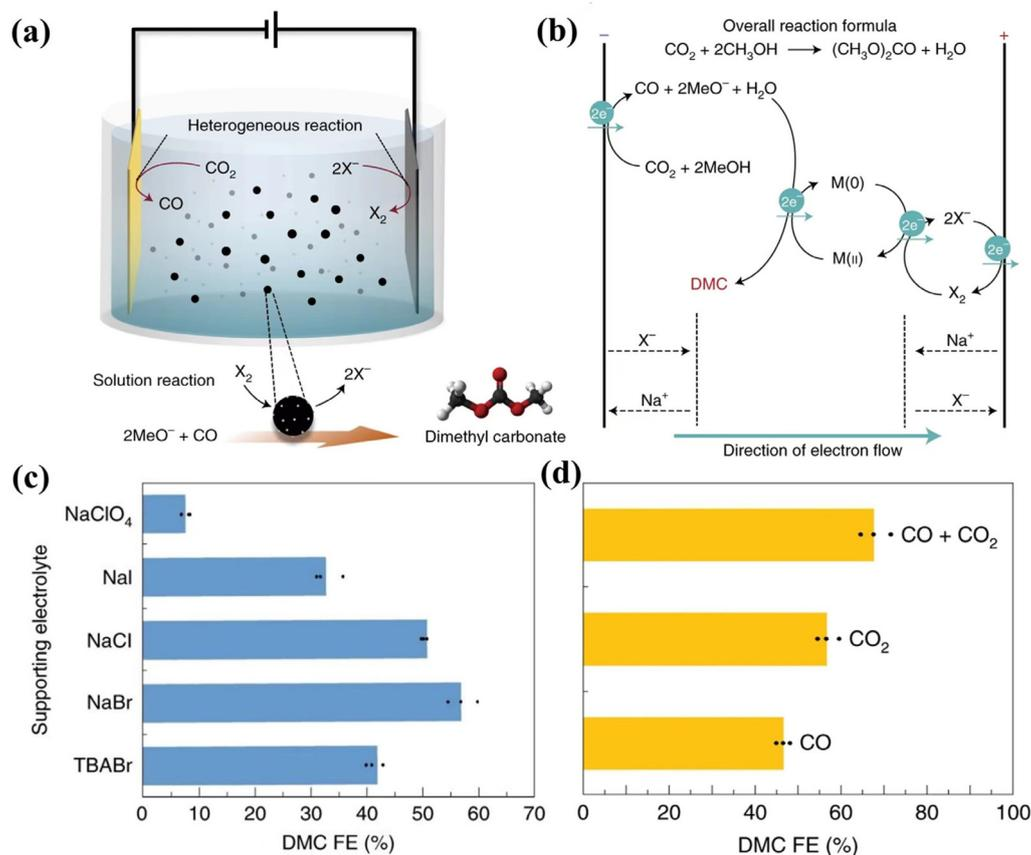 (a)
Heterogeneous reaction
CO₂
CO
2X⁻
X₂
Solution reaction
X₂
2X⁻
2MeO⁻ + CO
Dimethyl carbonate
(b)
Overall reaction formula
CO₂ + 2CH₃OH ⟶ (CH₃O)₂CO + H₂O
− +
CO + 2MeO⁻ + H₂O
2e⁻
CO₂ + 2MeOH
M(0)
2e⁻
2e⁻
2X⁻
2e⁻
M(II)
DMC
X₂
X⁻
Na⁺
Na⁺
X⁻
Direction of electron flow
(c)
Supporting electrolyte
NaClO₄
NaI
NaCl
NaBr
TBABr
0 10 20 30 40 50 60 70
DMC FE (%)
(d)
CO + CO₂
CO₂
CO
0 20 40 60 80 100
DMC FE (%)